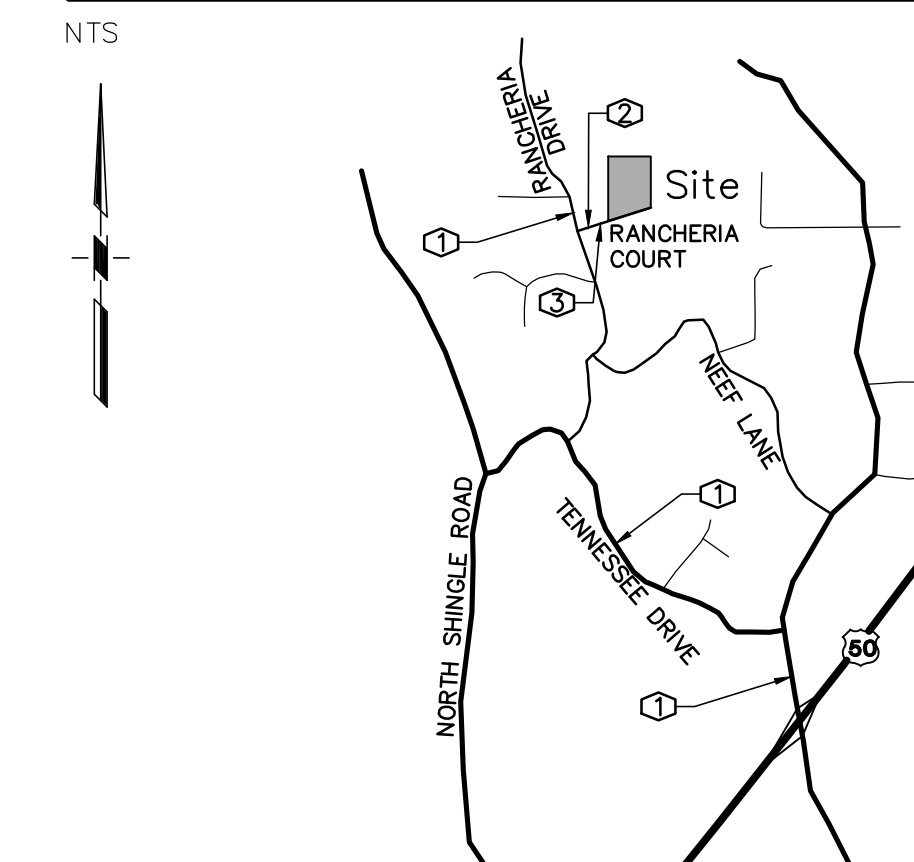 NTS
RANCHERIA
DRIVE
2
Site
1
RANCHERIA
COURT
3
NEEF LANE
1
NORTH SHINGLE ROAD
TENNESSEE DRIVE
50
1